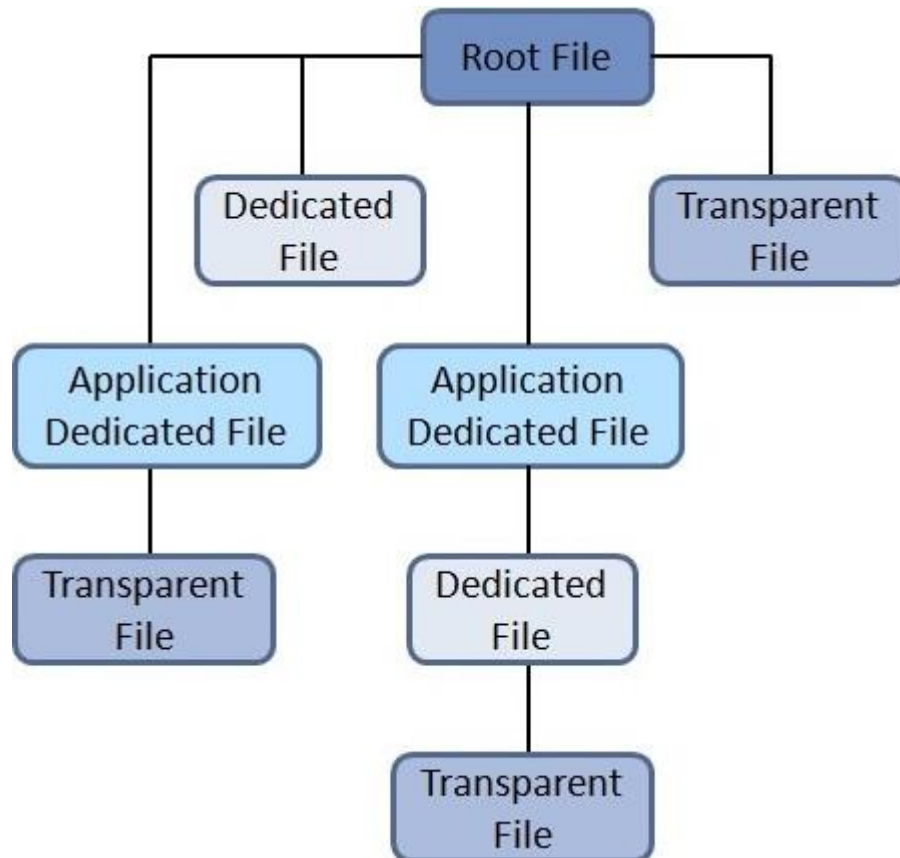 Root File
Dedicated
File
Transparent
File
Application
Dedicated File
Application
Dedicated File
Transparent
File
Dedicated
File
Transparent
File